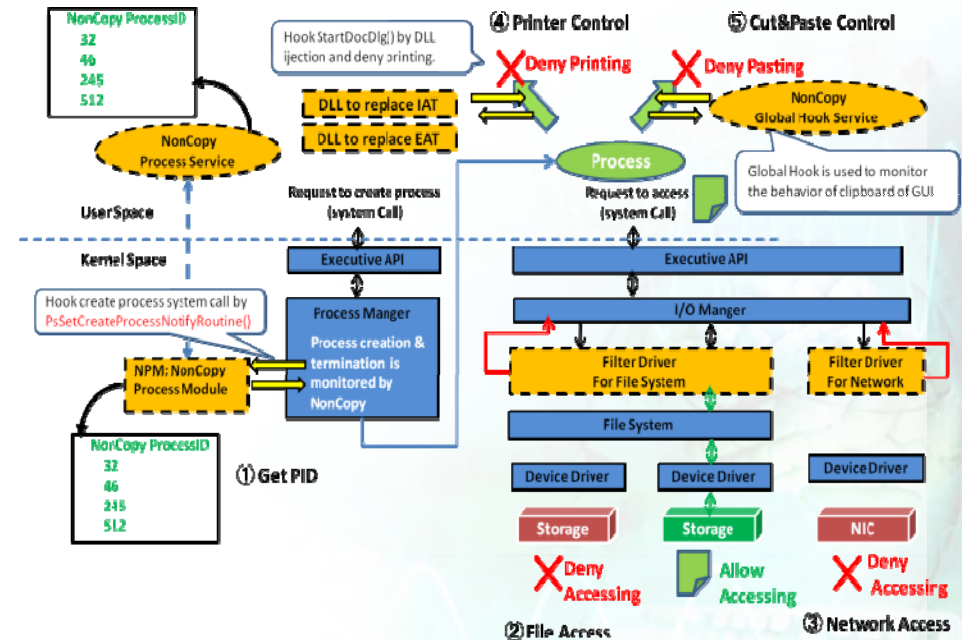 NonCopy ProcessID
32
46
245
512
NonCopy
Process Service
Hook StartDocDlg() by DLL
ijection and deny printing.
④ Printer Control
Deny Printing
DLL to replace IAT
DLL to replace EAT
⑤ Cut&Paste Control
Deny Pasting
NonCopy
Global Hook Service
Global Hook is used to monitor
the behavior of clipboard of GUI
Process
Request to create process
(system Call)
Request to access
(system Call)
User Space
Kernel Space
Executive API
Executive API
Hook create process system call by
PsSetCreateProcessNotifyRoutine()
Process Manger
Process creation &
termination is
monitored by
NonCopy
NPM: NonCopy
Process Module
I/O Manger
Filter Driver
For File System
Filter Driver
For Network
File System
NonCopy ProcessID
32
46
245
512
① Get PID
Device Driver
Device Driver
Device Driver
Storage
Storage
NIC
Deny
Accessing
Allow
Accessing
Deny
Accessing
② File Access
③ Network Access